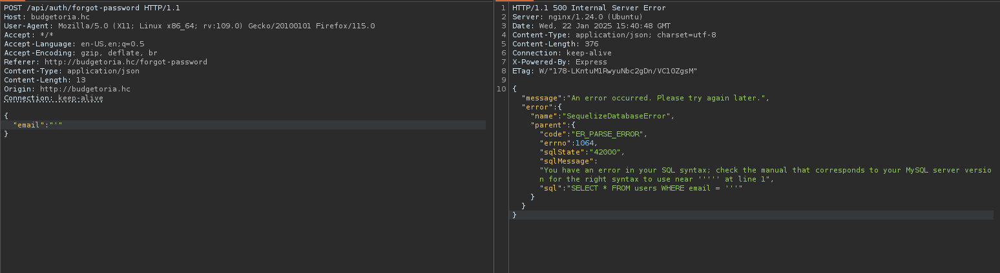 POST /api/auth/forgot-password HTTP/1.1
Host: budgetoria.hc
User-Agent: Mozilla/5.0 (X11; Linux x86_64; rv:109.0) Gecko/20100101 Firefox/115.0
Accept: */*
Accept-Language: en-US,en;q=0.5
Accept-Encoding: gzip, deflate, br
Referer: http://budgetoria.hc/forgot-password
Content-Type: application/json
Content-Length: 13
Origin: http://budgetoria.hc
Connection: keep-alive
{
"email":"'"
}
1 HTTP/1.1 500 Internal Server Error
2 Server: nginx/1.24.0 (Ubuntu)
3 Date: Wed, 22 Jan 2025 15:40:48 GMT
4 Content-Type: application/json; charset=utf-8
5 Content-Length: 376
6 Connection: keep-alive
7 X-Powered-By: Express
8 ETag: W/"178-LKntuM1RwyuNbc2gDn/VC10ZgsM"
9
10 {
"message":"An error occurred. Please try again later.",
"error":{
"name":"SequelizeDatabaseError",
"parent":{
"code":"ER_PARSE_ERROR",
"errno":1064,
"sqlState":"42000",
"sqlMessage":
"You have an error in your SQL syntax; check the manual that corresponds to your MySQL server versio
n for the right syntax to use near ''''' at line 1",
"sql":"SELECT * FROM users WHERE email = '''"
}
}
}